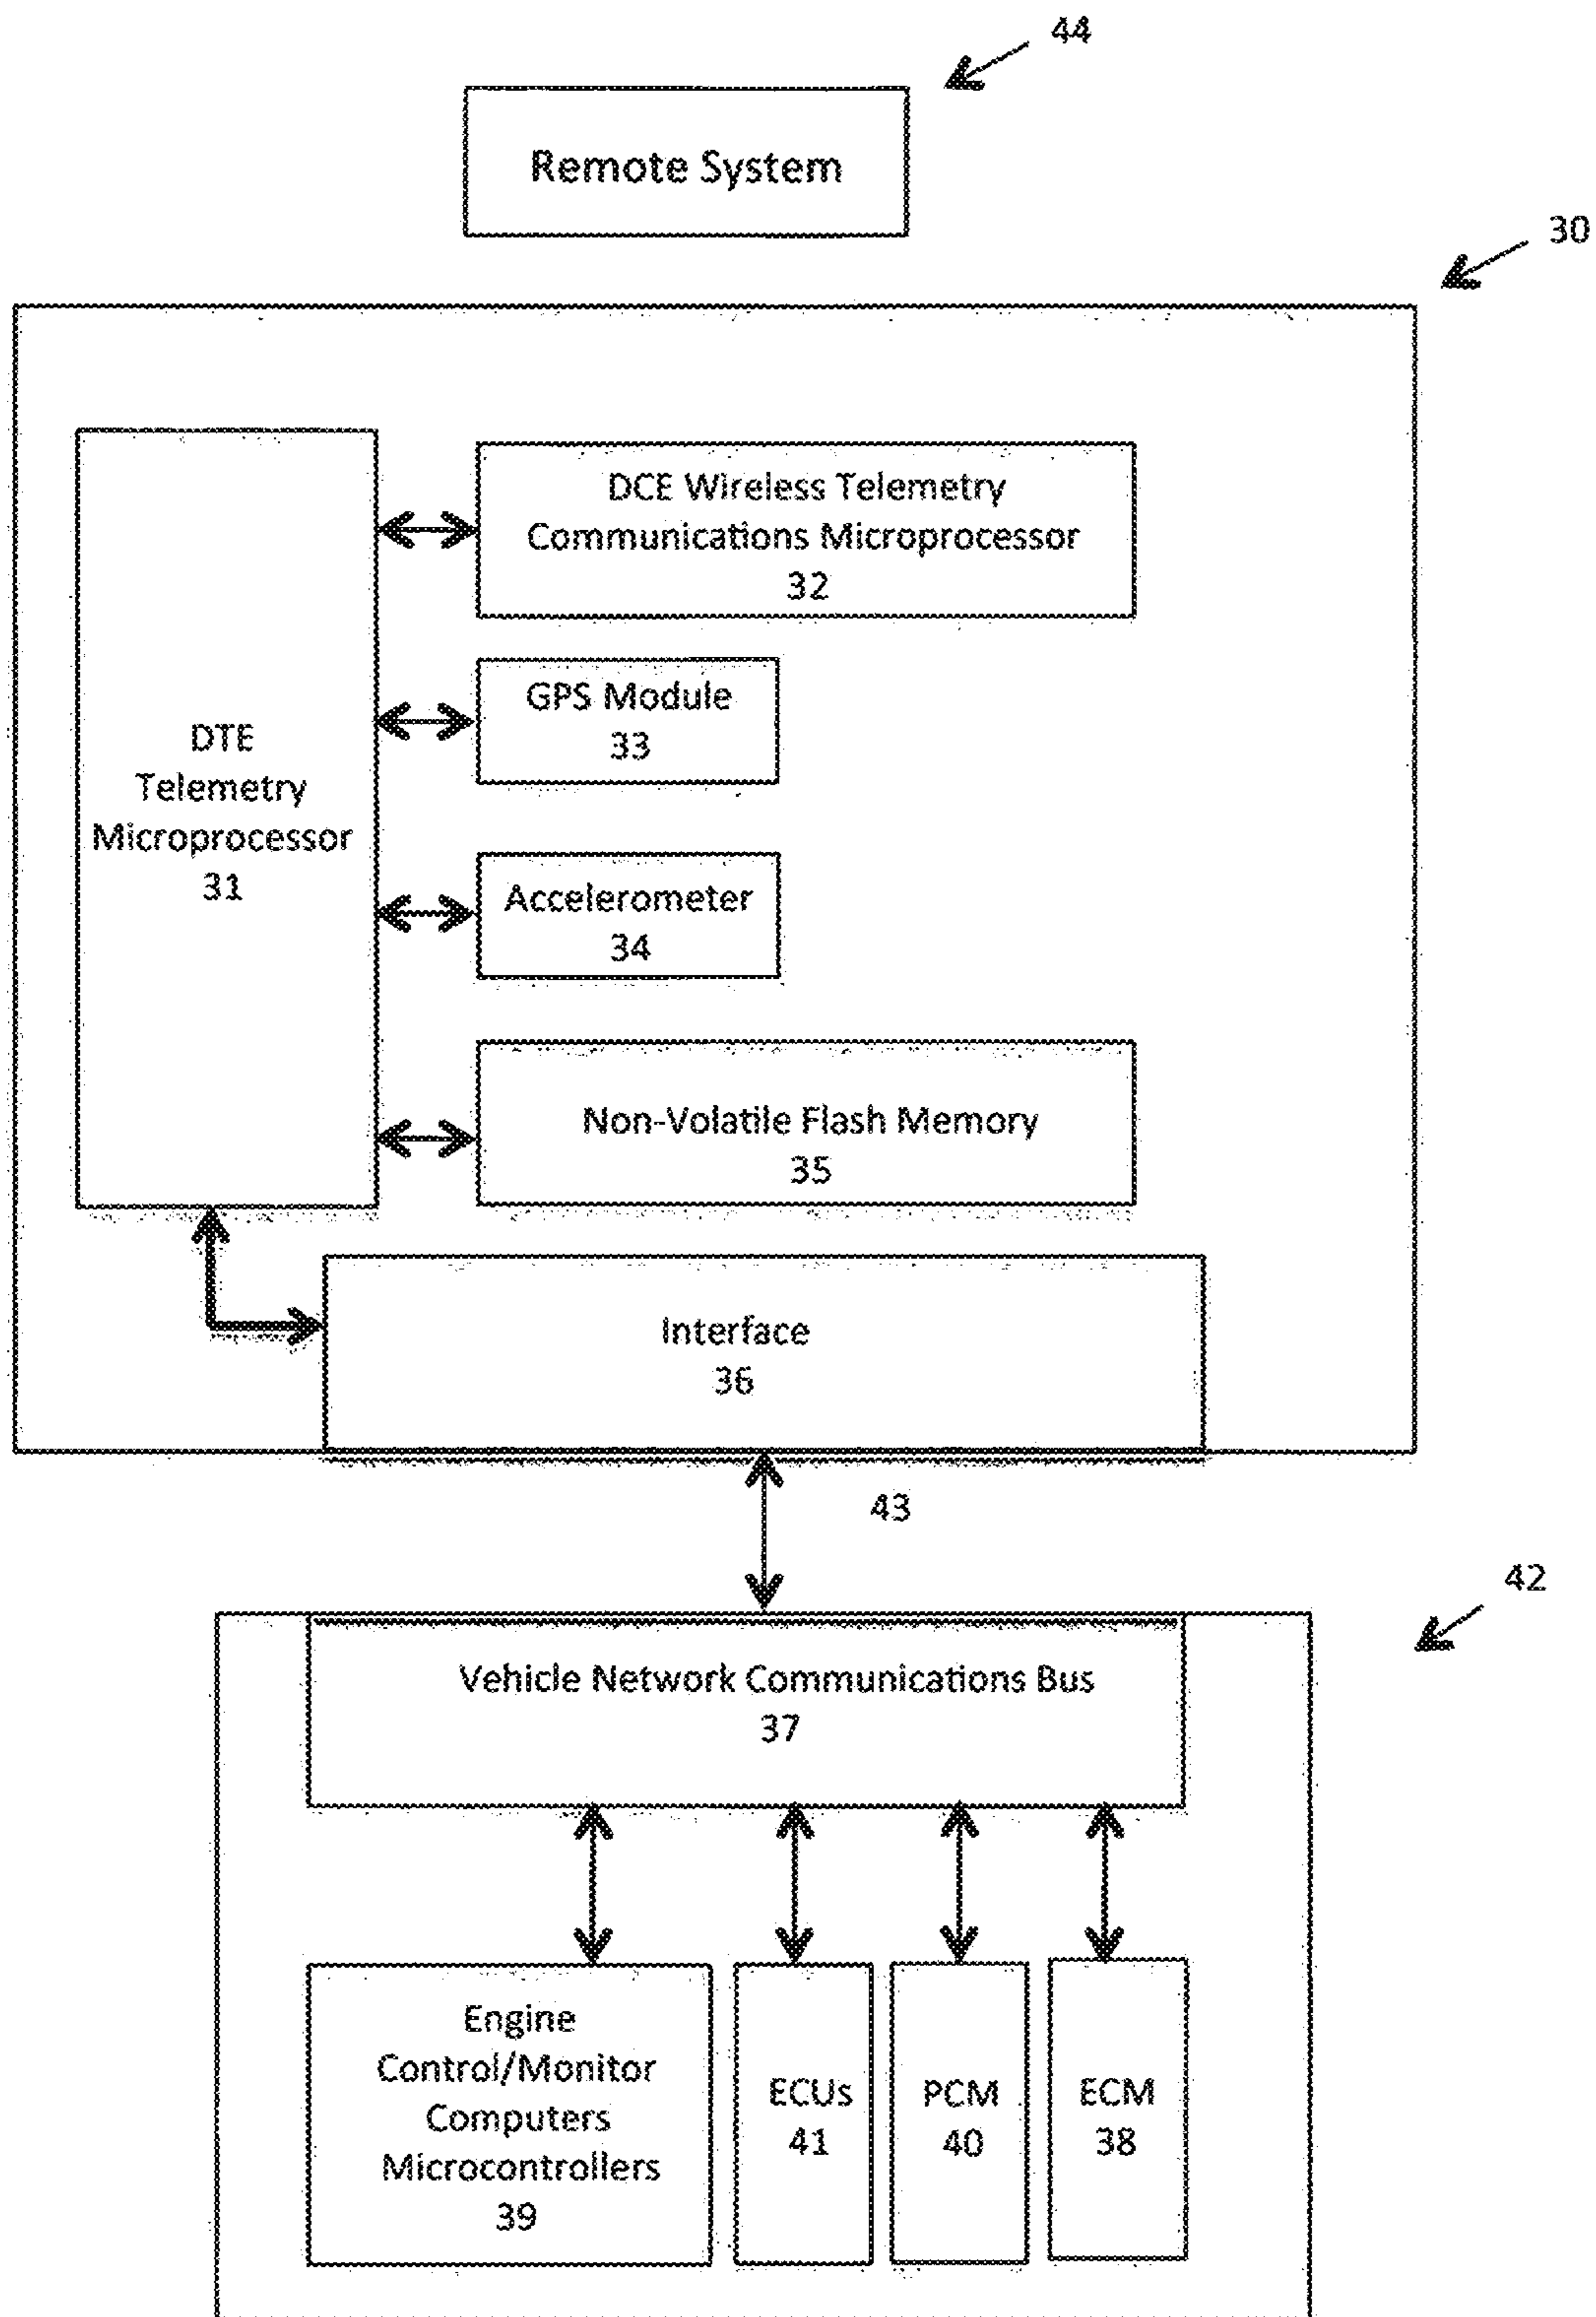 44
Remote System
30
DCE Wireless Telemetry
Communications Microprocessor
32
GPS Module
33
DTE
Telemetry
Microprocessor
31
Accelerometer
34
Non-Volatile Flash Memory
35
Interface
36
43
42
Vehicle Network Communications Bus
37
Engine
Control/Monitor
Computers
Microcontrollers
39
ECUs
41
PCM
40
ECM
38